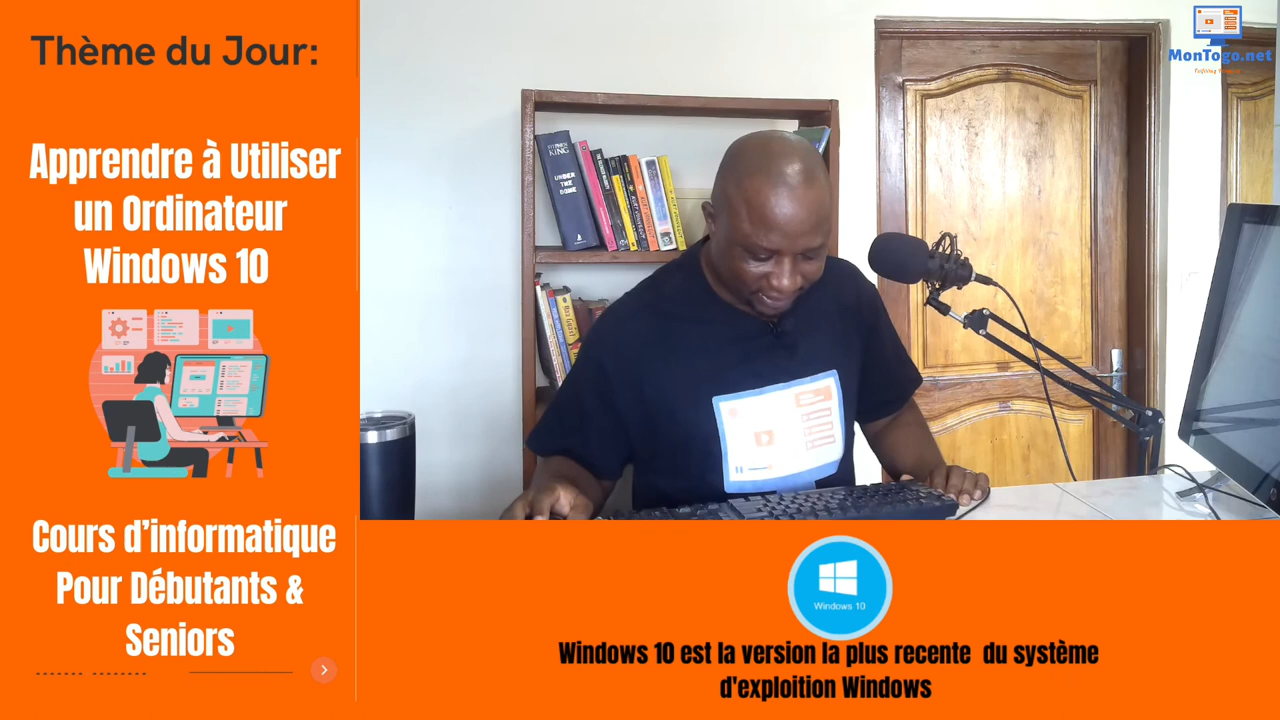 Thème du Jour:
Apprendre à Utiliser
un Ordinateur
Windows 10
Cours d'informatique
Pour Débutants &
Seniors
MonTogo.net
STEPHEN
KING
UNDER
THE
DOME
Windows 10
Windows 10 est la version la plus recente du système
d'exploition Windows